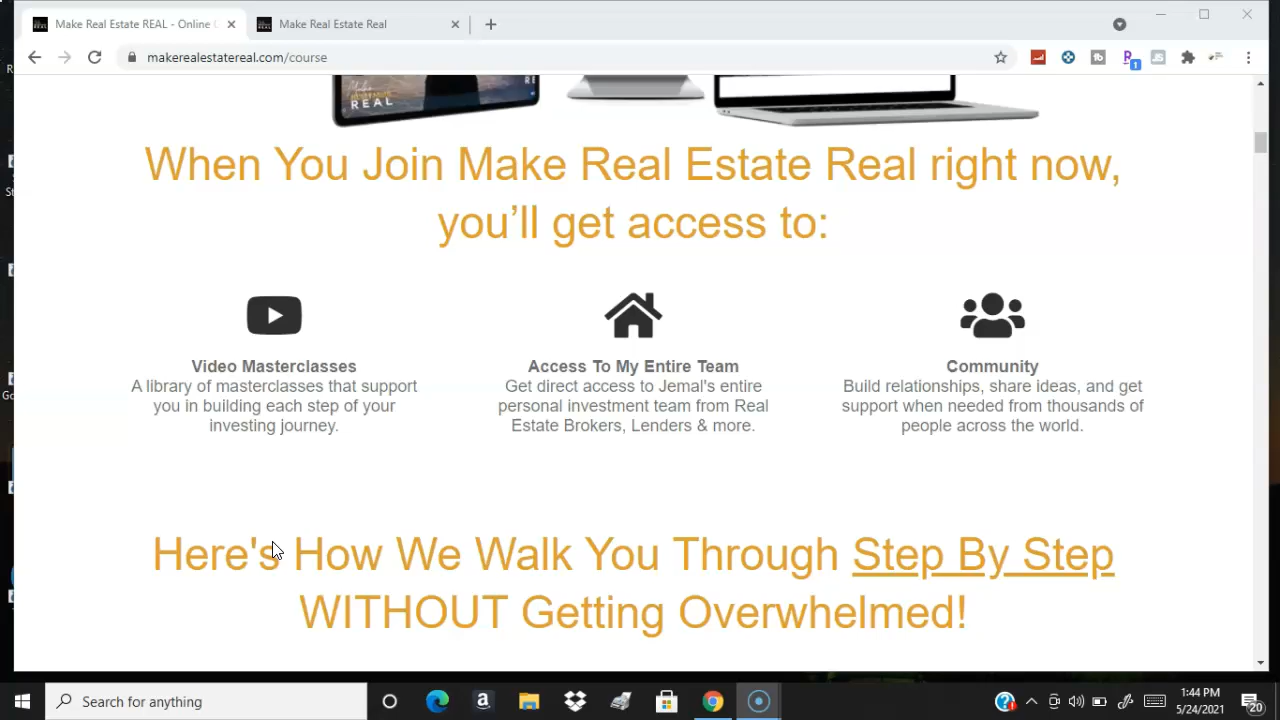 Make Real Estate REAL - Online C
Make Real Estate Real
makerealestatereal.com/course
REAL
When You Join Make Real Estate Real right now,
you’ll get access to:
Video Masterclasses
A library of masterclasses that support
you in building each step of your
investing journey.
Access To My Entire Team
Get direct access to Jemal's entire
personal investment team from Real
Estate Brokers, Lenders & more.
Community
Build relationships, share ideas, and get
support when needed from thousands of
people across the world.
Here's How We Walk You Through Step By Step
WITHOUT Getting Overwhelmed!
Search for anything
1:44 PM
5/24/2021
20